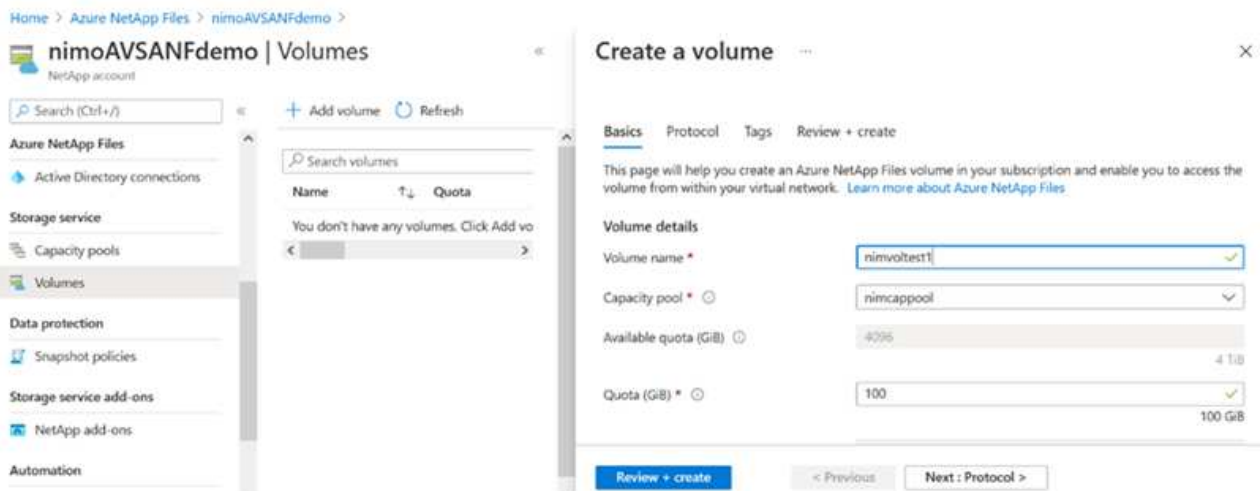 Home > Azure NetApp Files > nimoAVSANFdemo >
nimoAVSANFdemo | Volumes
NetApp account
Search (Ctrl+/)
Azure NetApp Files
Active Directory connections
Storage service
Capacity pools
Volumes
Data protection
Snapshot policies
Storage service add-ons
NetApp add-ons
Automation
+ Add volume Refresh
Search volumes
Name Quota
You don't have any volumes. Click Add vo
Create a volume ...
Basics Protocol Tags Review + create
This page will help you create an Azure NetApp Files volume in your subscription and enable you to access the
volume from within your virtual network. Learn more about Azure NetApp Files
Volume details
Volume name * nimvoltest1
Capacity pool * nimcappool
Available quota (GiB) 4096
4 TiB
Quota (GiB) * 100
100 GiB
Review + create < Previous Next : Protocol >